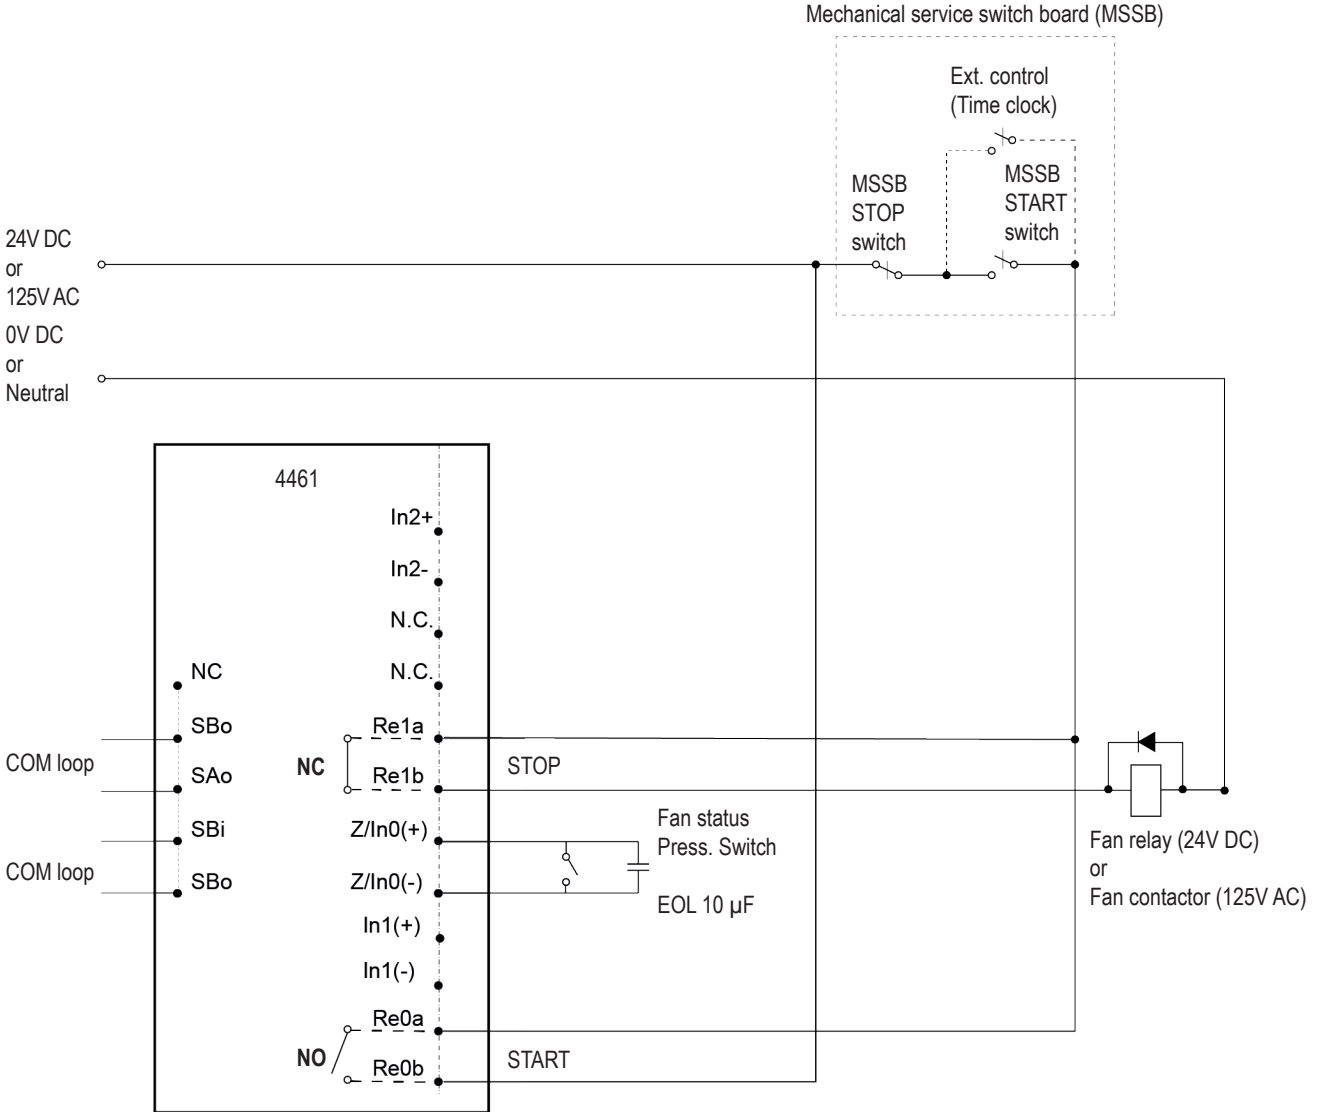 Mechanical service switch board (MSSB)
Ext. control
(Time clock)
MSSB
STOP
switch
MSSB
START
switch
24V DC
or
125V AC
0V DC
or
Neutral
4461
In2+
In2-
N.C.
N.C.
NC
SBo
SAo
SBi
SBo
COM loop
COM loop
NC
Re1a
Re1b
STOP
Z/In0(+)
Z/In0(-)
Fan status
Press. Switch
EOL 10 µF
In1(+)
In1(-)
NO
Re0a
Re0b
START
Fan relay (24V DC)
or
Fan contactor (125V AC)